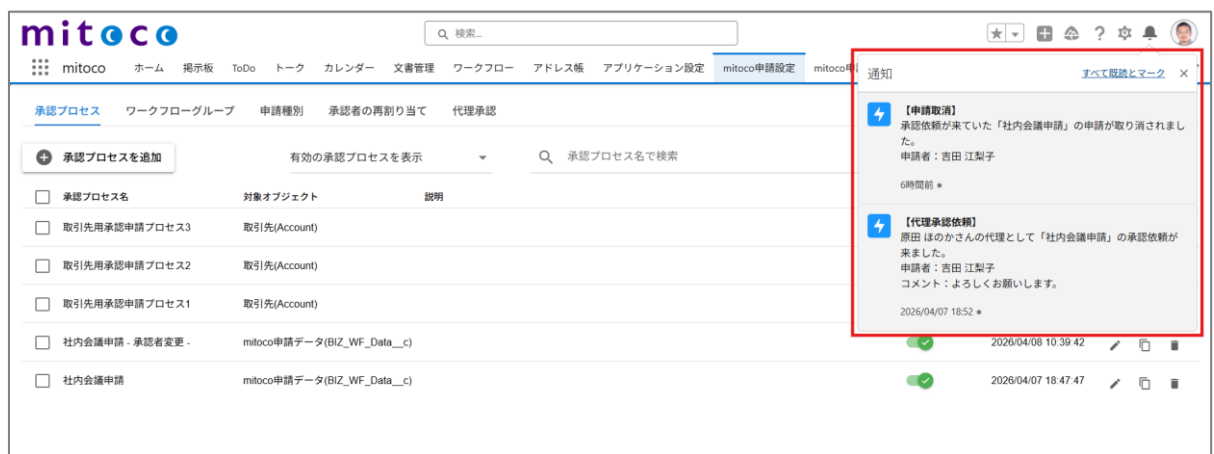 mitoco
検索...
mitoco ホーム 掲示板 ToDo トーク カレンダー 文書管理 ワークフロー アドレス帳 アプリケーション設定 mitoco申請設定 mitoco申
承認プロセス ワークフローグループ 申請種別 承認者の再割り当て 代理承認
承認プロセスを追加 有効の承認プロセスを表示 承認プロセス名で検索
承認プロセス名 対象オブジェクト 説明
取引先用承認申請プロセス3 取引先(Account)
取引先用承認申請プロセス2 取引先(Account)
取引先用承認申請プロセス1 取引先(Account)
社内会議申請 - 承認者変更 - mitoco申請データ(BIZ_WF_Data__c) 2026/04/08 10:39:42
社内会議申請 mitoco申請データ(BIZ_WF_Data__c) 2026/04/07 18:47:47
通知 すべて既読とマーク
【申請取消】
承認依頼が来ていた「社内会議申請」の申請が取り消されまし
た。
申請者:吉田 江梨子
6時間前
【代理承認依頼】
原田 ほのかさんの代理として「社内会議申請」の承認依頼が
来ました。
申請者:吉田 江梨子
コメント:よろしくお願いします。
2026/04/07 18:52